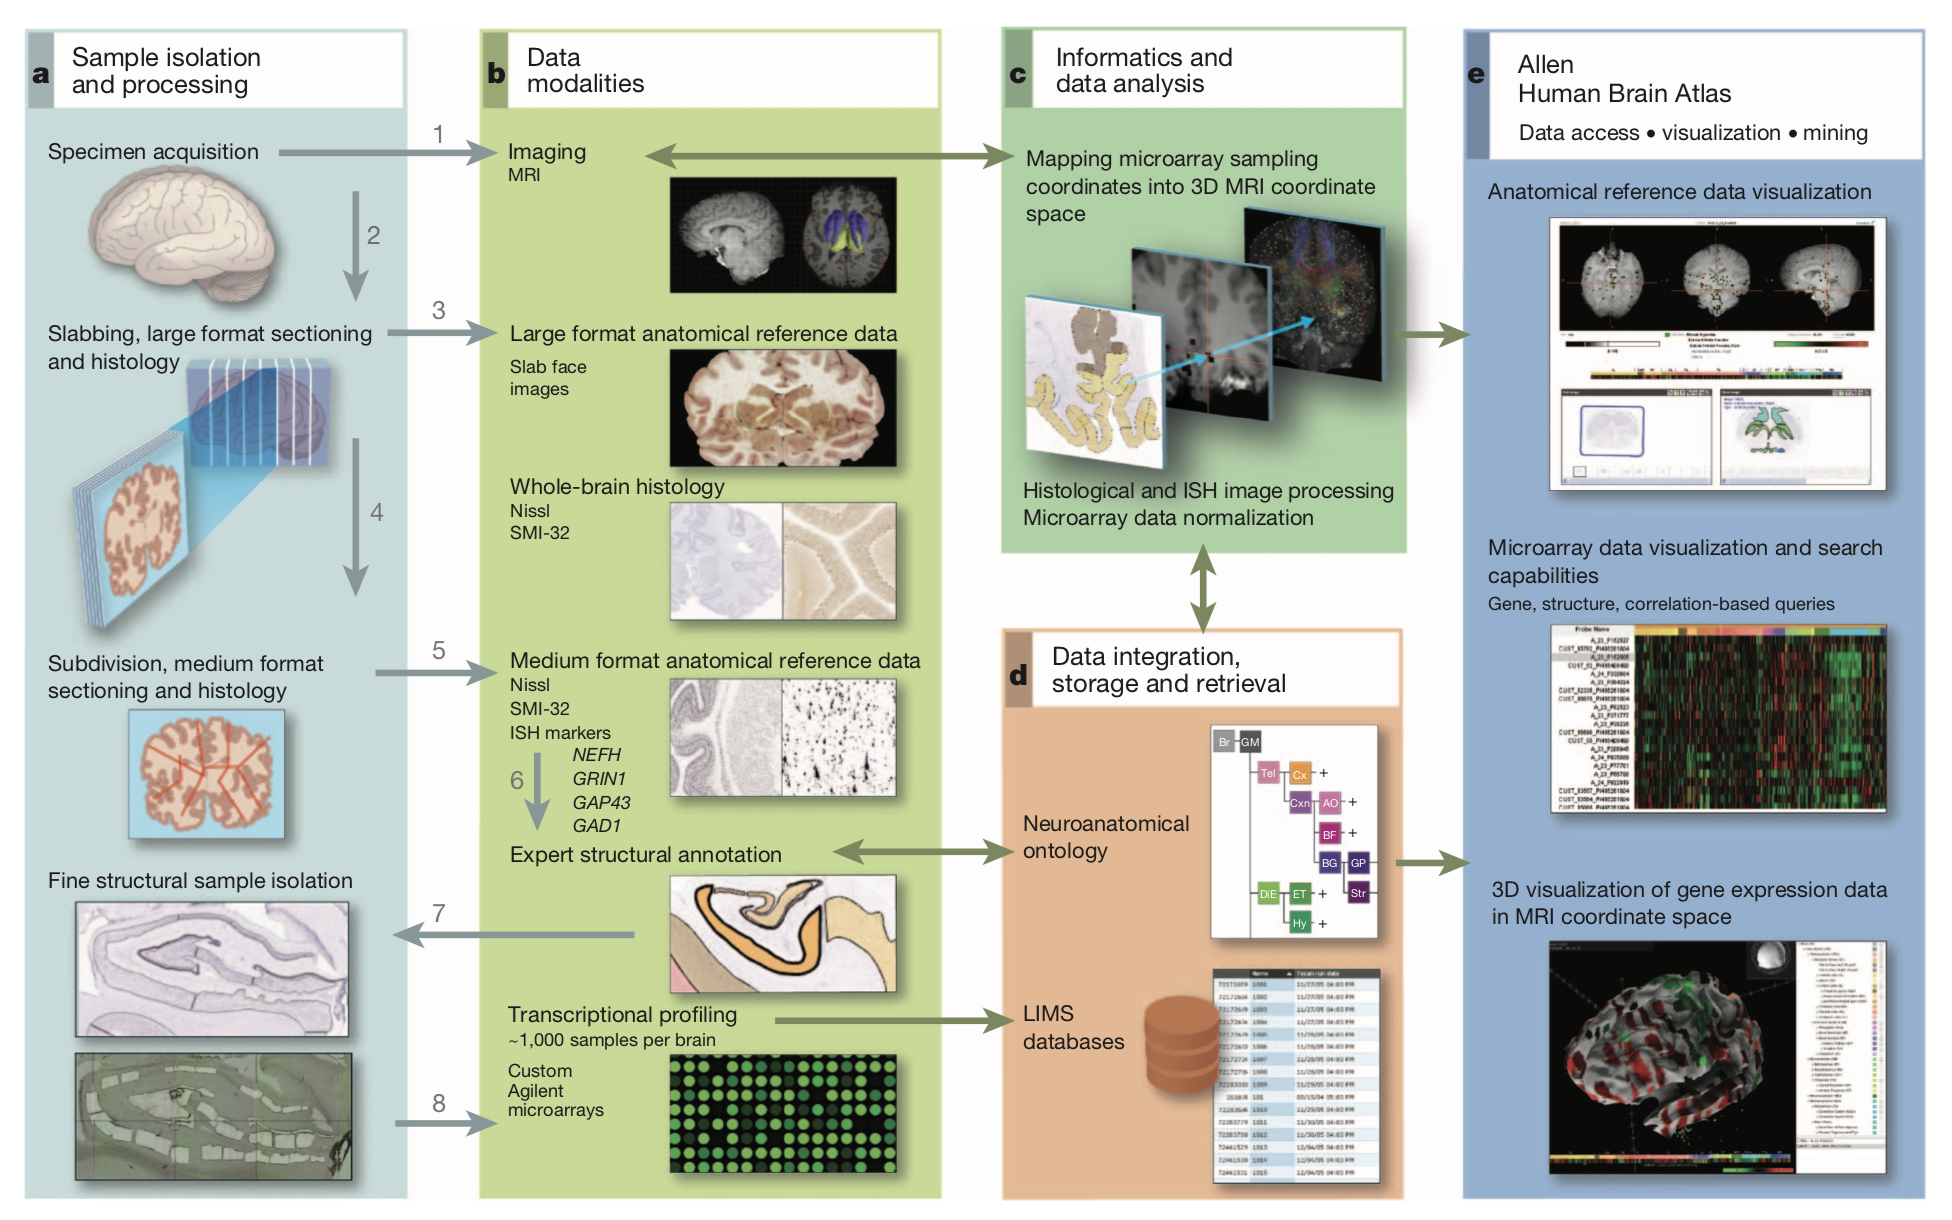 a
Sample isolation
and processing
Specimen acquisition
1
2
Slabbing, large format sectioning
and histology
3
4
Subdivision, medium format
sectioning and histology
5
Fine structural sample isolation
7
8
b
Data
modalities
Imaging
MRI
Large format anatomical reference data
Slab face
images
Whole-brain histology
Nissl
SMI-32
Medium format anatomical reference data
Nissl
SMI-32
ISH markers
NEFH
GRIN1
GAP43
GAD1
6
Expert structural annotation
Transcriptional profiling
~1,000 samples per brain
Custom
Agilent
microarrays
c
Informatics and
data analysis
Mapping microarray sampling
coordinates into 3D MRI coordinate
space
Histological and ISH image processing
Microarray data normalization
d
Data integration,
storage and retrieval
Neuroanatomical
ontology
Br GM
Tel Cx +
Cxn AO +
BF +
BG GP
DiE ET + Str
Hy +
LIMS
databases
Name
e
Allen
Human Brain Atlas
Data access • visualization • mining
Anatomical reference data visualization
Microarray data visualization and search
capabilities
Gene, structure, correlation-based queries
Probe Name
3D visualization of gene expression data
in MRI coordinate space